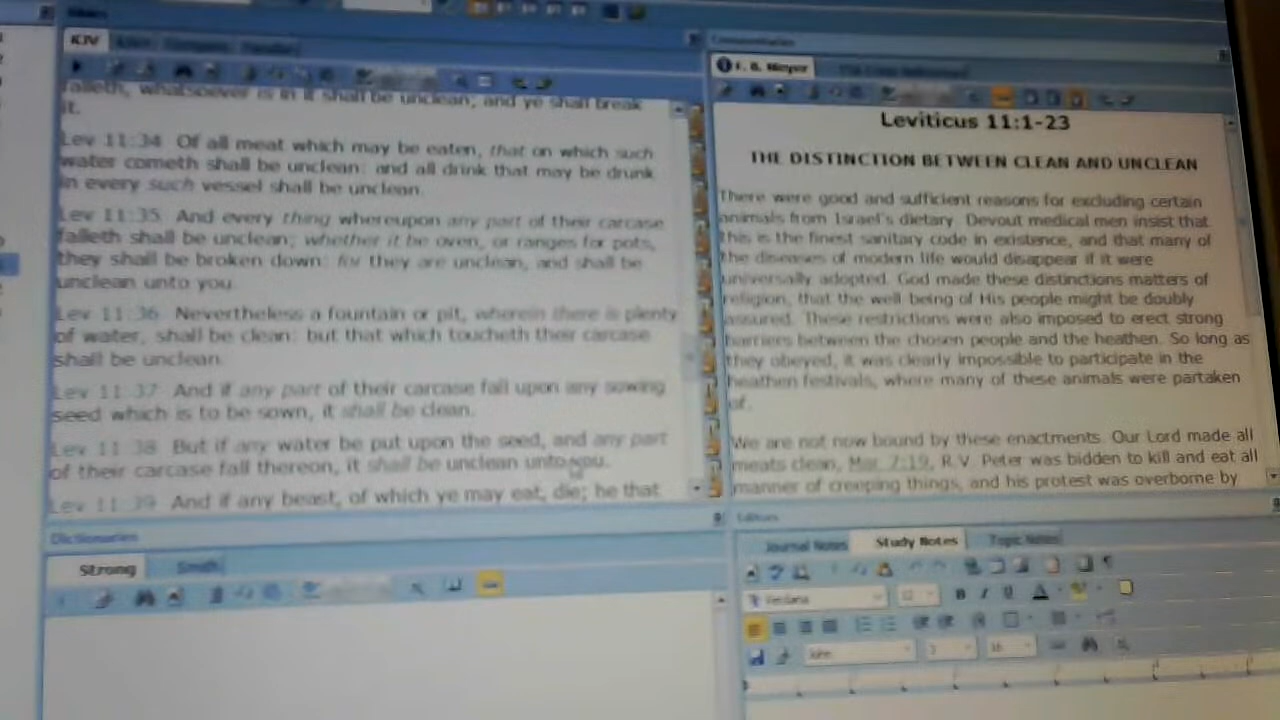 KJV
Compare
falleth, whatsoever is in it shall be unclean; and ye shall break
it.
Lev 11:34 Of all meat which may be eaten, that on which such
water cometh shall be unclean: and all drink that may be drunk
in every such vessel shall be unclean.
Lev 11:35 And every thing whereupon any part of their carcase
falleth shall be unclean; whether it be oven, or ranges for pots,
they shall be broken down: for they are unclean, and shall be
unclean unto you.
Lev 11:36 Nevertheless a fountain or pit, wherein there is plenty
of water, shall be clean: but that which toucheth their carcase
shall be unclean.
Lev 11:37 And if any part of their carcase fall upon any sowing
seed which is to be sown, it shall be clean.
Lev 11:38 But if any water be put upon the seed, and any part
of their carcase fall thereon, it shall be unclean unto you.
Lev 11:39 And if any beast, of which ye may eat, die; he that
Commentaries
F. B. Meyer
Leviticus 11:1-23
THE DISTINCTION BETWEEN CLEAN AND UNCLEAN
There were good and sufficient reasons for excluding certain
animals from Israel's dietary. Devout medical men insist that
this is the finest sanitary code in existence, and that many of
the diseases of modern life would disappear if it were
universally adopted. God made these distinctions matters of
religion, that the well being of His people might be doubly
assured. These restrictions were also imposed to erect strong
barriers between the chosen people and the heathen. So long as
they obeyed, it was clearly impossible to participate in the
heathen festivals, where many of these animals were partaken
of.
We are not now bound by these enactments. Our Lord made all
meats clean, Mar 7:19, R.V. Peter was bidden to kill and eat all
manner of creeping things, and his protest was overborne by
Dictionaries
Strong Smith
Editors
Journal Notes Study Notes Topic Notes
Verdana 12
B I U A
John 3 16